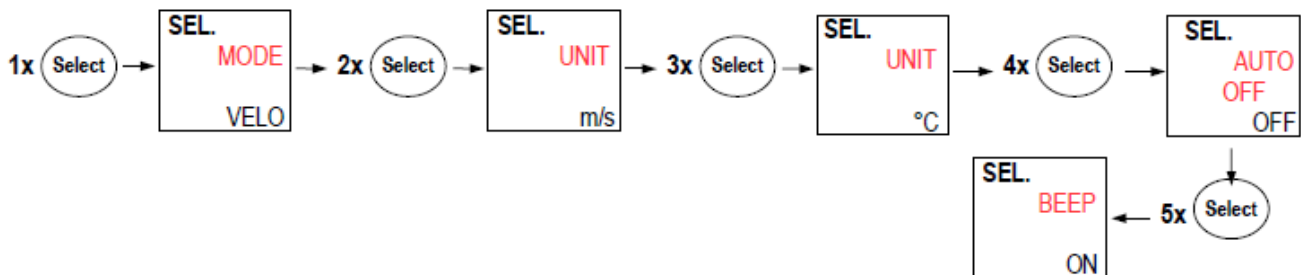 1x Select
SEL.
MODE
VELO
2x Select
SEL.
UNIT
m/s
3x Select
SEL.
UNIT
°C
4x Select
SEL.
AUTO
OFF
OFF
5x Select
SEL.
BEEP
ON